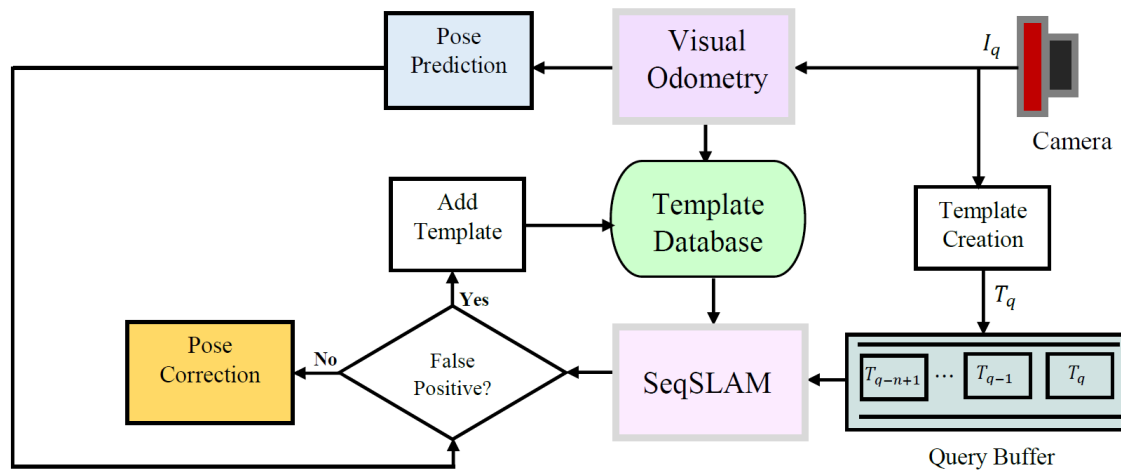 Pose
Prediction
Visual
Odometry
I_q
Camera
Add
Template
Template
Database
Template
Creation
Yes
T_q
Pose
Correction
No
False
Positive?
SeqSLAM
T_{q−n+1} ⋯ T_{q−1} T_q
Query Buffer